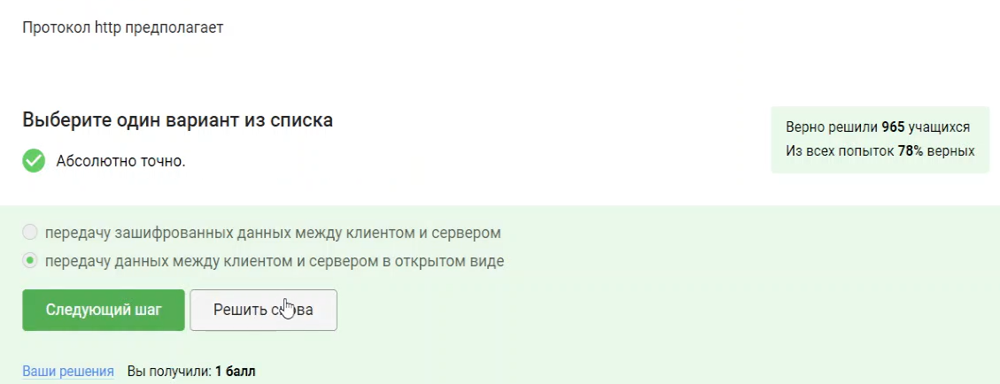 Протокол http предполагает
Выберите один вариант из списка
Верно решили 965 учащихся
Из всех попыток 78% верных
Абсолютно точно.
передачу зашифрованных данных между клиентом и сервером
передачу данных между клиентом и сервером в открытом виде
Следующий шаг
Решить снова
Ваши решения Вы получили: 1 балл